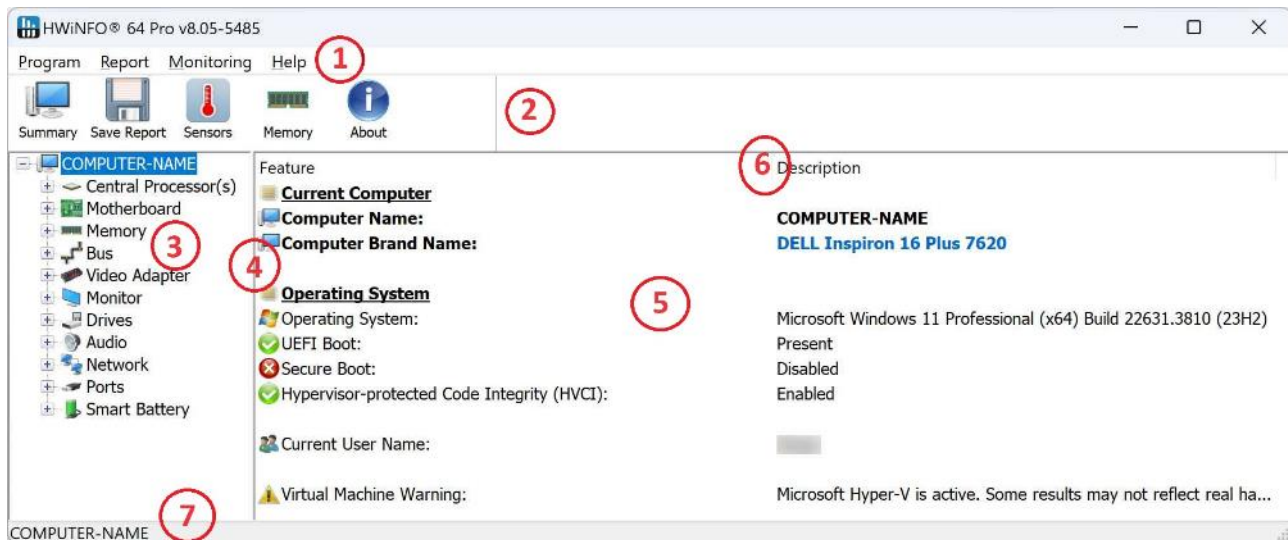 HWiNFO® 64 Pro v8.05-5485
Program Report Monitoring Help 1
Summary Save Report Sensors Memory About 2
COMPUTER-NAME
Central Processor(s)
Motherboard
Memory 3
Bus
Video Adapter
Monitor
Drives
Audio
Network
Ports
Smart Battery
4
Feature 6 Description
Current Computer
Computer Name: COMPUTER-NAME
Computer Brand Name: DELL Inspiron 16 Plus 7620
Operating System 5
Operating System: Microsoft Windows 11 Professional (x64) Build 22631.3810 (23H2)
UEFI Boot: Present
Secure Boot: Disabled
Hypervisor-protected Code Integrity (HVCI): Enabled
Current User Name:
Virtual Machine Warning: Microsoft Hyper-V is active. Some results may not reflect real ha...
COMPUTER-NAME 7